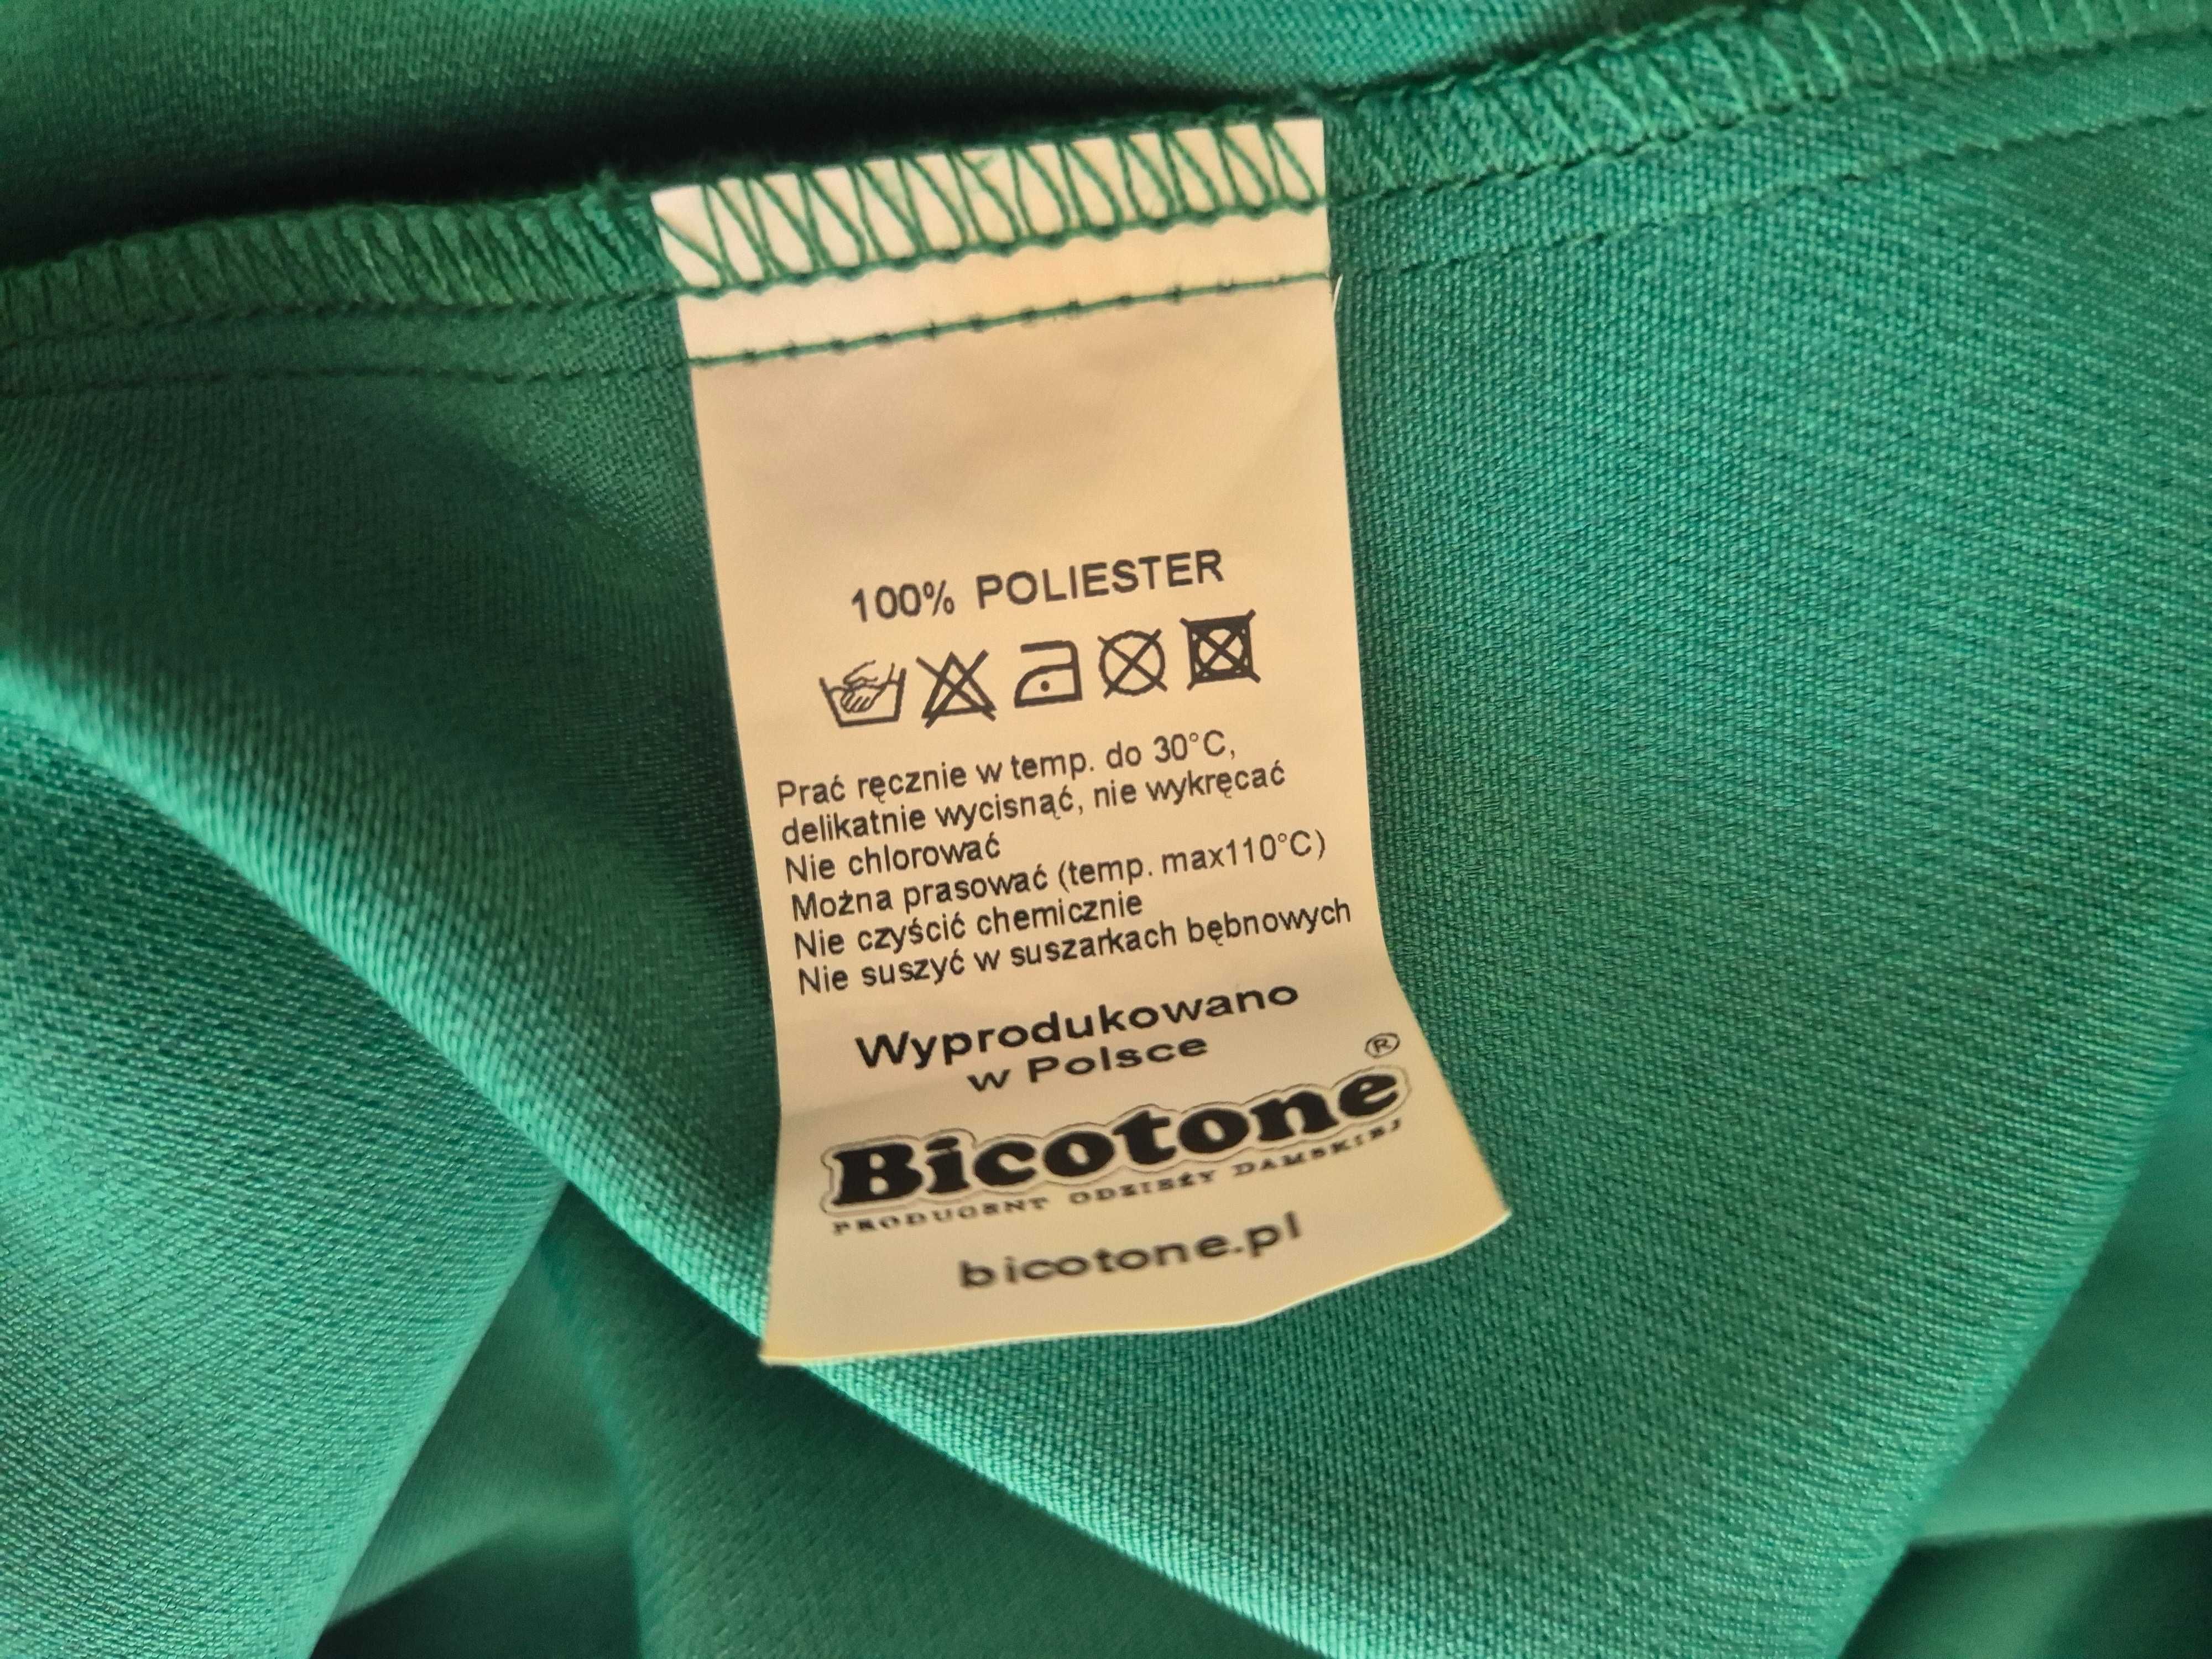 100% POLIESTER
Prać ręcznie w temp. do 30°C,
delikatnie wycisnąć, nie wykręcać
Nie chlorować
Można prasować (temp. max110°C)
Nie czyścić chemicznie
Nie suszyć w suszarkach bębnowych
Wyprodukowano
w Polsce
Bicotone®
PRODUCENT ODZIEŻY DAMSKIEJ
bicotone.pl